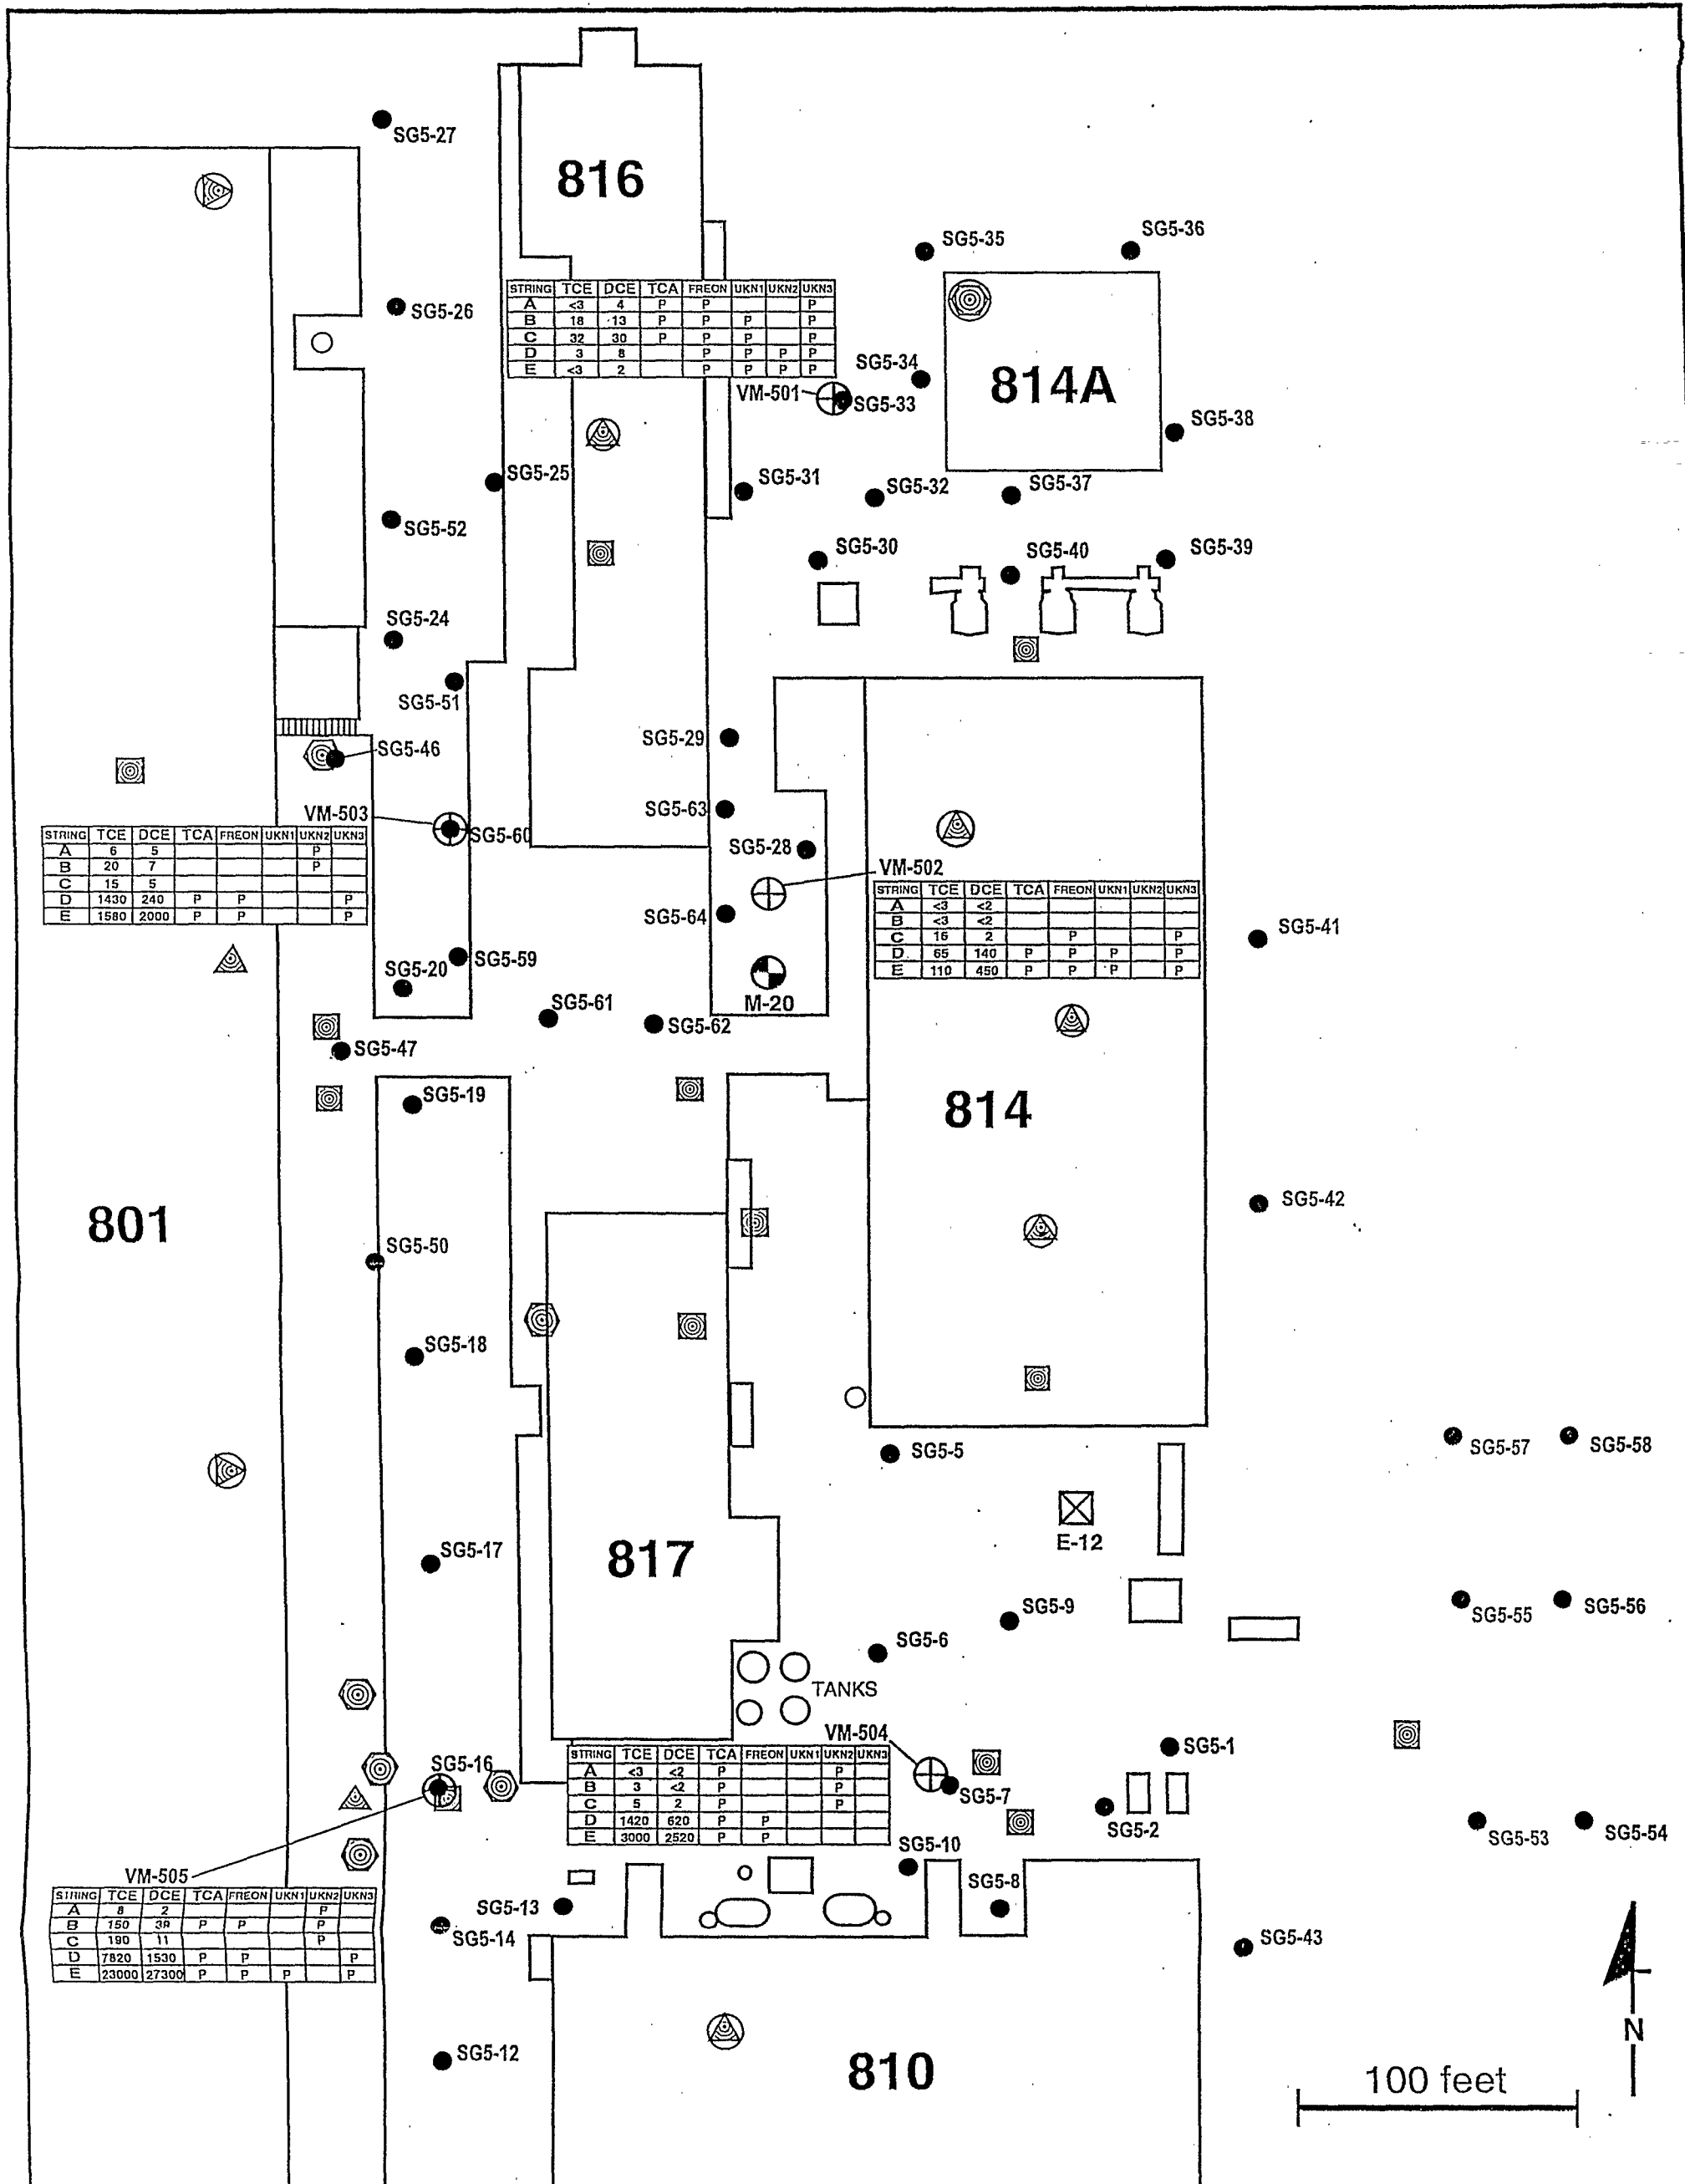 SG5-27
816
SG5-35
SG5-36
SG5-26
STRING TCE DCE TCA FREON UKN1 UKN2 UKN3
A <3 4 P P P
B 18 13 P P P P
C 32 30 P P P P
D 3 8 P P P P
E <3 2 P P P P
SG5-34
814A
VM-501
SG5-33
SG5-38
SG5-25
SG5-31
SG5-32
SG5-37
SG5-52
SG5-30
SG5-40
SG5-39
SG5-24
SG5-51
SG5-29
SG5-46
VM-503
SG5-63
SG5-60
SG5-28
STRING TCE DCE TCA FREON UKN1 UKN2 UKN3
A 6 5 P
B 20 7 P
C 15 5
D 1430 240 P P P
E 1580 2000 P P P
VM-502
STRING TCE DCE TCA FREON UKN1 UKN2 UKN3
A <3 <2
B <3 <2
C 16 2 P P
D 65 140 P P P P
E 110 450 P P P P
SG5-64
SG5-41
SG5-59
SG5-20
M-20
SG5-61
SG5-62
SG5-47
SG5-19
814
801
SG5-42
SG5-50
SG5-18
SG5-5
SG5-57
SG5-58
E-12
SG5-17
817
SG5-9
SG5-55
SG5-56
SG5-6
TANKS
VM-504
SG5-1
SG5-16
STRING TCE DCE TCA FREON UKN1 UKN2 UKN3
A <3 <2 P P
B 3 <2 P P
C 5 2 P P
D 1420 620 P P
E 3000 2520 P P
SG5-7
SG5-2
SG5-53
SG5-54
SG5-10
VM-505
SG5-8
STRING TCE DCE TCA FREON UKN1 UKN2 UKN3
A 8 2 P
B 150 38 P P P
C 190 11 P
D 7820 1530 P P P
E 23000 27300 P P P P
SG5-13
SG5-14
SG5-43
N
SG5-12
810
100 feet